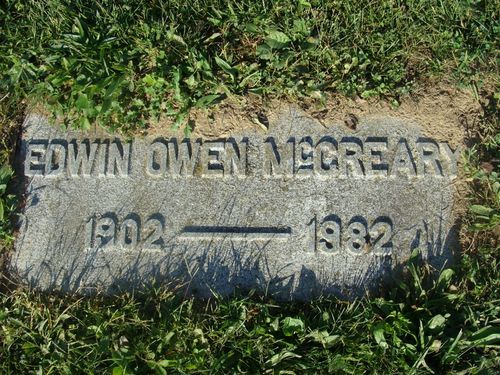 EDWIN OWEN McCREARY
1902 — 1982